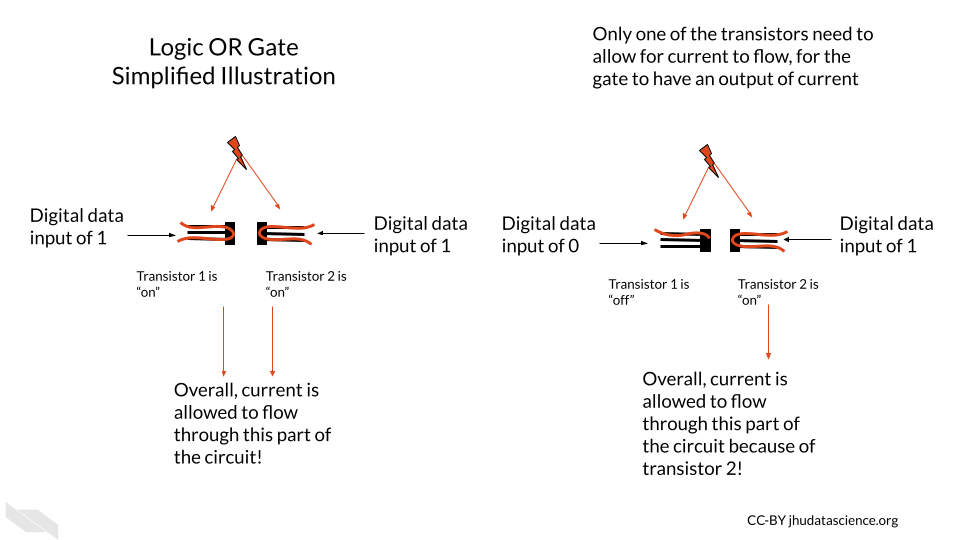 Logic OR Gate
Simplified Illustration
Only one of the transistors need to
allow for current to flow, for the
gate to have an output of current
Digital data
input of 1
Digital data
input of 1
Transistor 1 is
“on”
Transistor 2 is
“on”
Overall, current is
allowed to flow
through this part of
the circuit!
Digital data
input of 0
Digital data
input of 1
Transistor 1 is
“off”
Transistor 2 is
“on”
Overall, current is
allowed to flow
through this part of
the circuit because of
transistor 2!
CC-BY jhudatascience.org